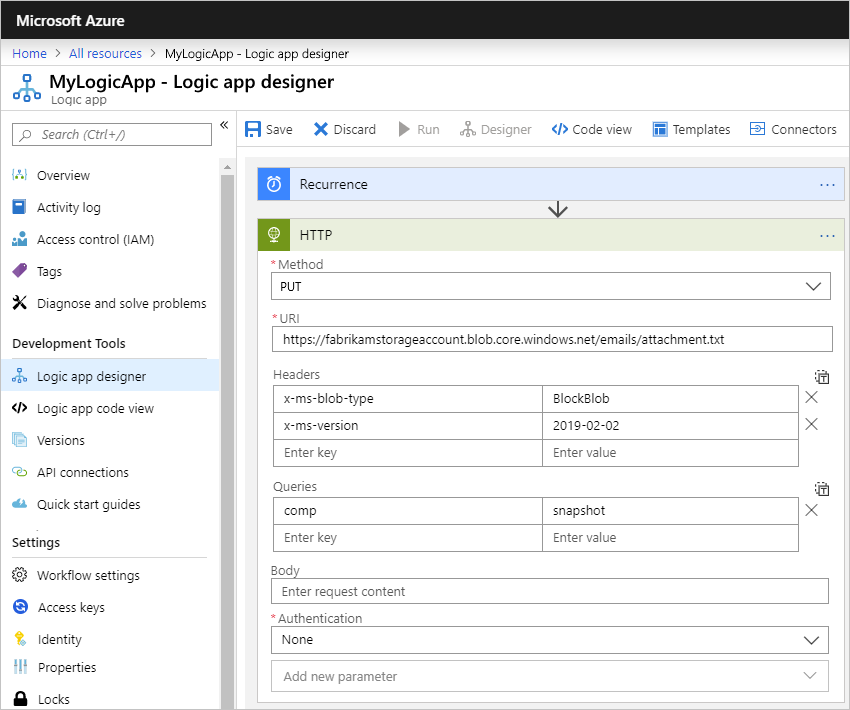 Microsoft Azure
Home > All resources > MyLogicApp - Logic app designer
MyLogicApp - Logic app designer
Logic app
Search (Ctrl+/)
«
Save
Discard
Run
Designer
Code view
Templates
Connectors
Overview
Activity log
Access control (IAM)
Tags
Diagnose and solve problems
Development Tools
Logic app designer
Logic app code view
Versions
API connections
Quick start guides
Settings
Workflow settings
Access keys
Identity
Properties
Locks
Recurrence ...
HTTP ...
* Method
PUT
* URI
https://fabrikamstorageaccount.blob.core.windows.net/emails/attachment.txt
Headers
x-ms-blob-type BlockBlob
x-ms-version 2019-02-02
Enter key Enter value
Queries
comp snapshot
Enter key Enter value
Body
Enter request content
* Authentication
None
Add new parameter